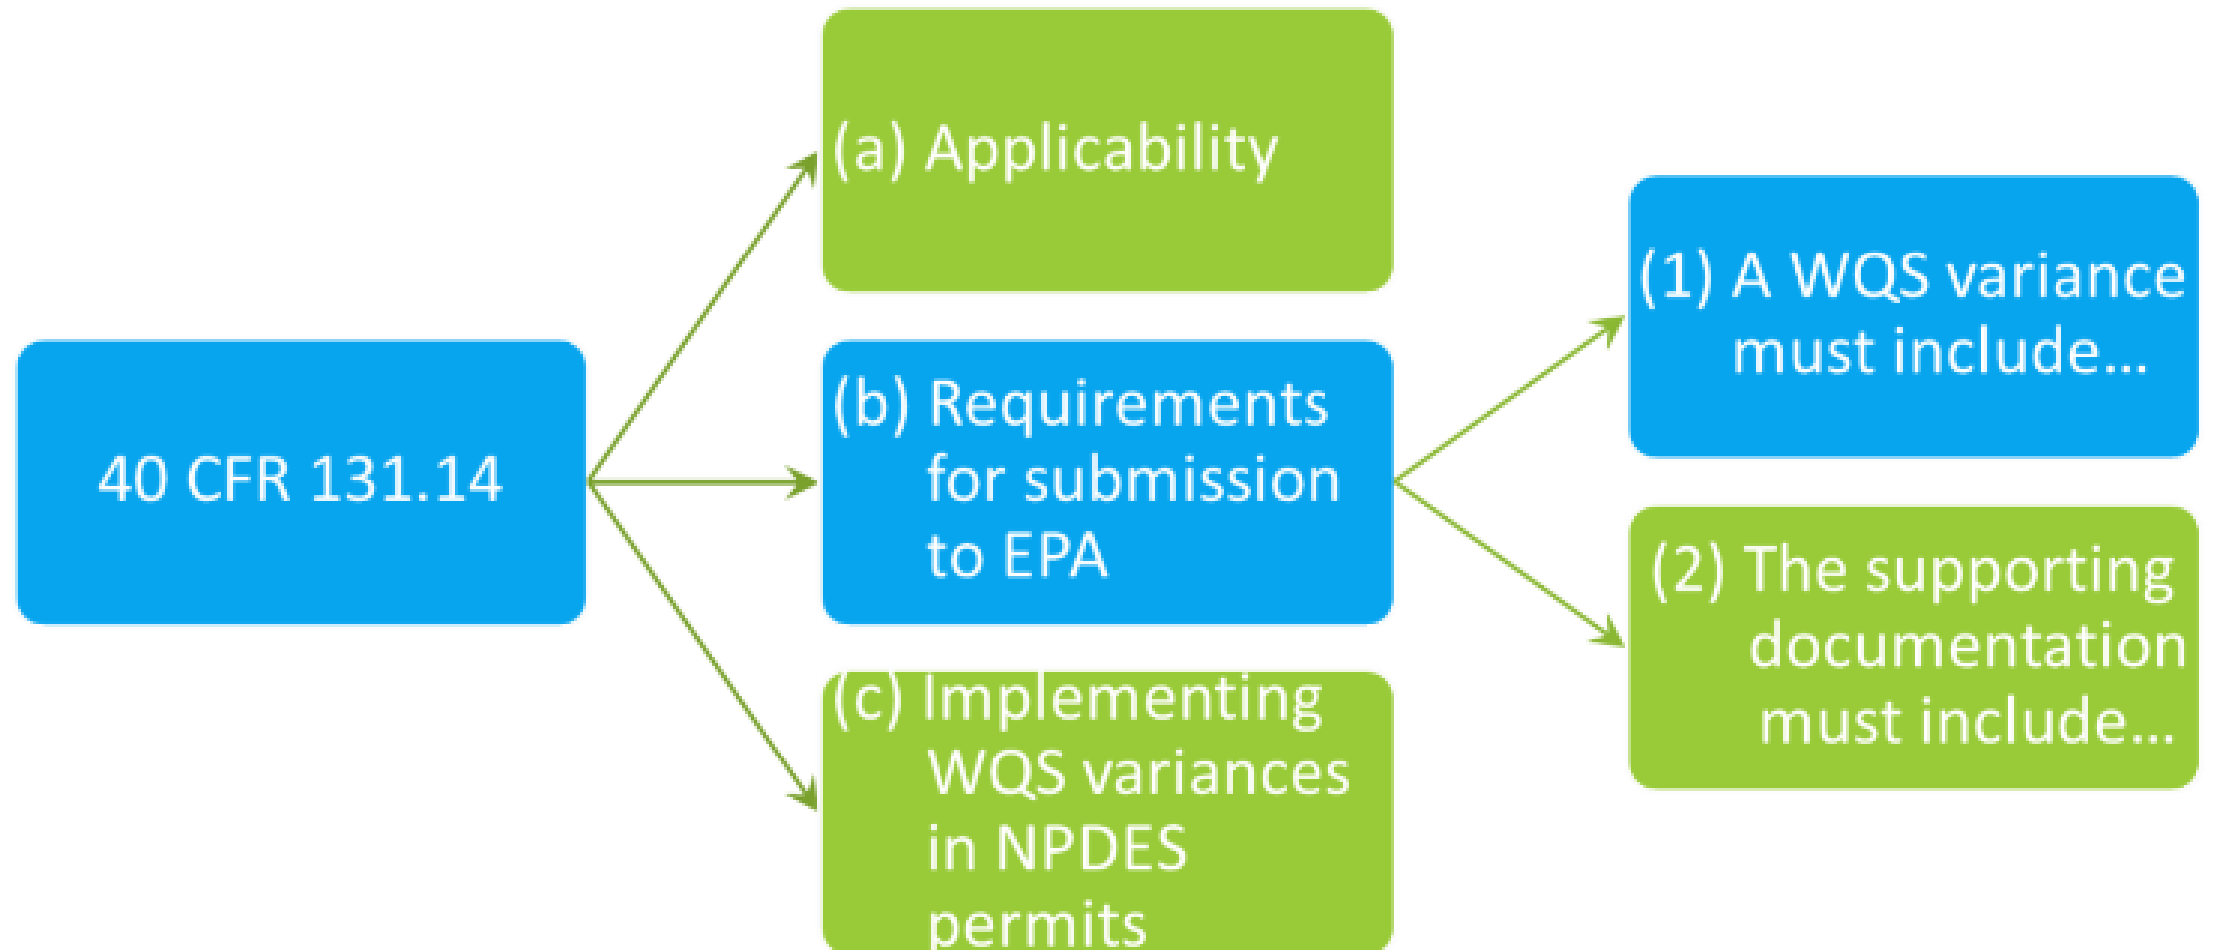 40 CFR 131.14
(a) Applicability
(b) Requirements
for submission
to EPA
(c) Implementing
WQS variances
in NPDES
permits
(1) A WQS variance
must include...
(2) The supporting
documentation
must include...